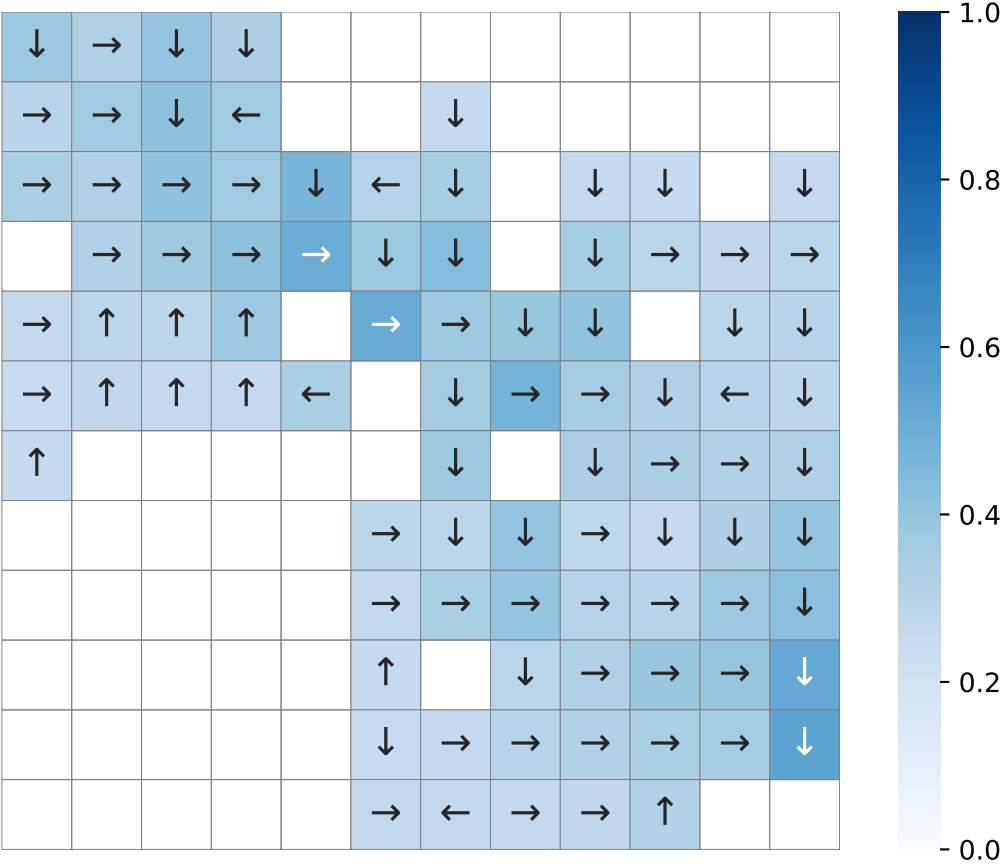 ↓ → ↓ ↓
→ → ↓ ← ↓
→ → → → ↓ ← ↓ ↓ ↓ ↓
→ → → → ↓ ↓ ↓ → → →
→ ↑ ↑ ↑ → → ↓ ↓ ↓ ↓
→ ↑ ↑ ↑ ← ↓ → → ↓ ← ↓
↑ ↓ ↓ → → ↓
→ ↓ ↓ → ↓ ↓ ↓
→ → → → → → ↓
↑ ↓ → → → ↓
↓ → → → → → ↓
→ ← → → ↑
1.0
0.8
0.6
0.4
0.2
0.0